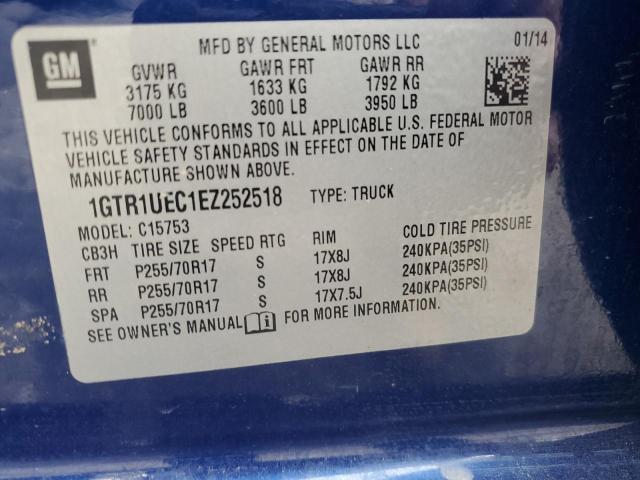 GM
MFD BY GENERAL MOTORS LLC 01/14
GVWR GAWR FRT GAWR RR
3175 KG 1633 KG 1792 KG
7000 LB 3600 LB 3950 LB
THIS VEHICLE CONFORMS TO ALL APPLICABLE U.S. FEDERAL MOTOR
VEHICLE SAFETY STANDARDS IN EFFECT ON THE DATE OF
MANUFACTURE SHOWN ABOVE.
1GTR1UEC1EZ252518 TYPE: TRUCK
MODEL: C15753
CB3H TIRE SIZE SPEED RTG RIM COLD TIRE PRESSURE
FRT P255/70R17 S 17X8J 240KPA(35PSI)
RR P255/70R17 S 17X8J 240KPA(35PSI)
SPA P255/70R17 S 17X7.5J 240KPA(35PSI)
SEE OWNER'S MANUAL i FOR MORE INFORMATION.